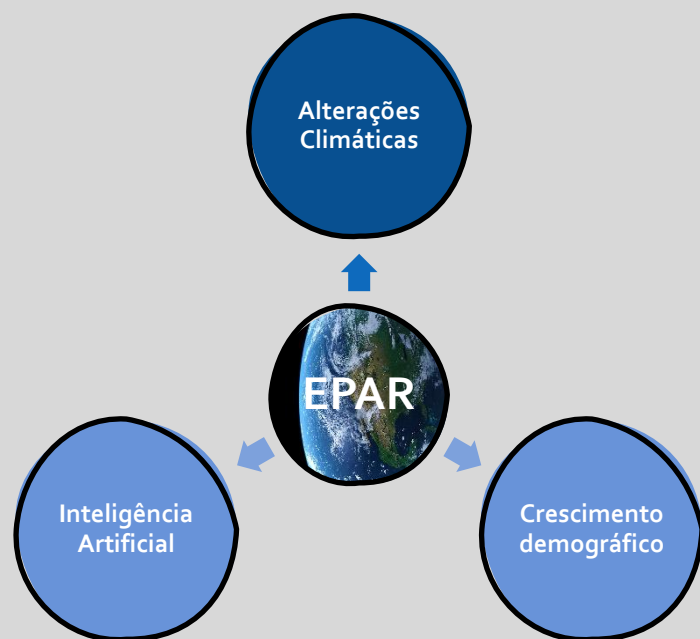 Alterações
Climáticas
EPAR
Inteligência
Artificial
Crescimento
demográfico